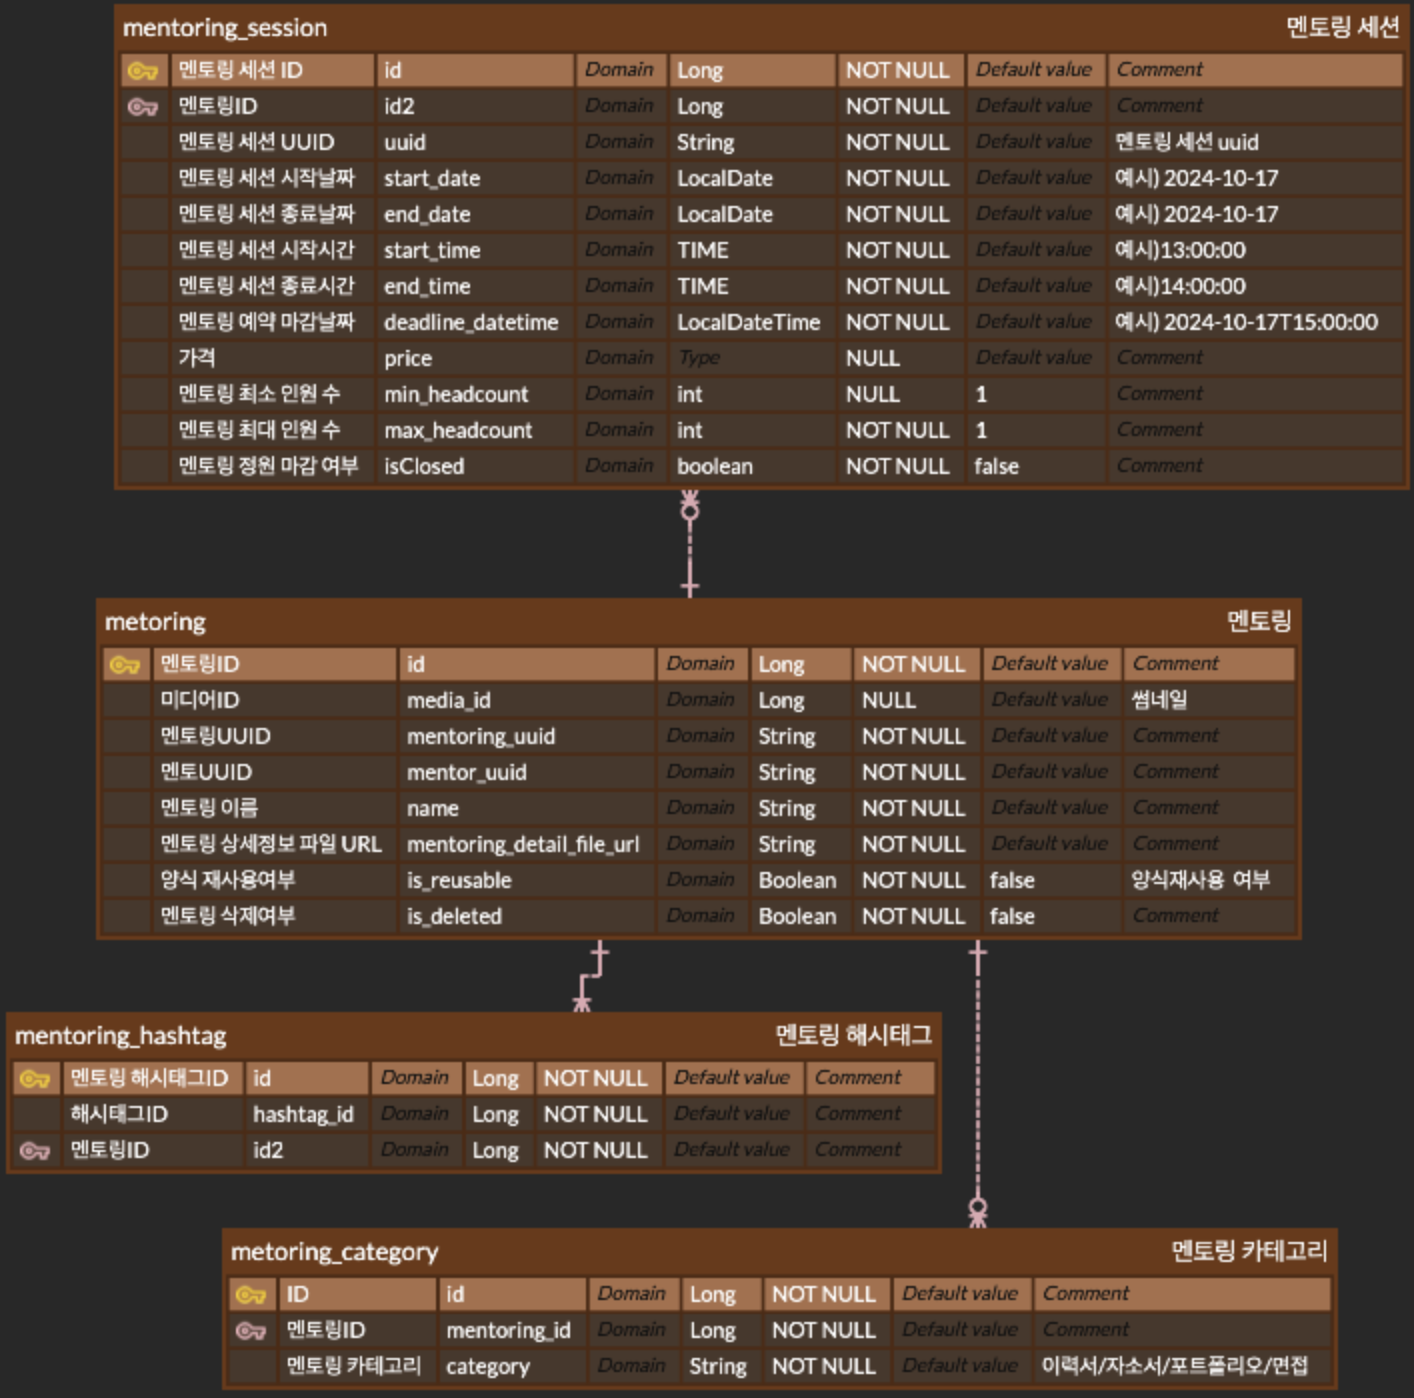 mentoring_session 멘토링 세션
멘토링 세션 ID id Domain Long NOT NULL Default value Comment
멘토링ID id2 Domain Long NOT NULL Default value Comment
멘토링 세션 UUID uuid Domain String NOT NULL Default value 멘토링 세션 uuid
멘토링 세션 시작날짜 start_date Domain LocalDate NOT NULL Default value 예시) 2024-10-17
멘토링 세션 종료날짜 end_date Domain LocalDate NOT NULL Default value 예시) 2024-10-17
멘토링 세션 시작시간 start_time Domain TIME NOT NULL Default value 예시)13:00:00
멘토링 세션 종료시간 end_time Domain TIME NOT NULL Default value 예시)14:00:00
멘토링 예약 마감날짜 deadline_datetime Domain LocalDateTime NOT NULL Default value 예시) 2024-10-17T15:00:00
가격 price Domain Type NULL Default value Comment
멘토링 최소 인원 수 min_headcount Domain int NULL 1 Comment
멘토링 최대 인원 수 max_headcount Domain int NOT NULL 1 Comment
멘토링 정원 마감 여부 isClosed Domain boolean NOT NULL false Comment
metoring 멘토링
멘토링ID id Domain Long NOT NULL Default value Comment
미디어ID media_id Domain Long NULL Default value 썸네일
멘토링UUID mentoring_uuid Domain String NOT NULL Default value Comment
멘토UUID mentor_uuid Domain String NOT NULL Default value Comment
멘토링 이름 name Domain String NOT NULL Default value Comment
멘토링 상세정보 파일 URL mentoring_detail_file_url Domain String NOT NULL Default value Comment
양식 재사용여부 is_reusable Domain Boolean NOT NULL false 양식재사용 여부
멘토링 삭제여부 is_deleted Domain Boolean NOT NULL false Comment
mentoring_hashtag 멘토링 해시태그
멘토링 해시태그ID id Domain Long NOT NULL Default value Comment
해시태그ID hashtag_id Domain Long NOT NULL Default value Comment
멘토링ID id2 Domain Long NOT NULL Default value Comment
metoring_category 멘토링 카테고리
ID id Domain Long NOT NULL Default value Comment
멘토링ID mentoring_id Domain Long NOT NULL Default value Comment
멘토링 카테고리 category Domain String NOT NULL Default value 이력서/자소서/포트폴리오/면접